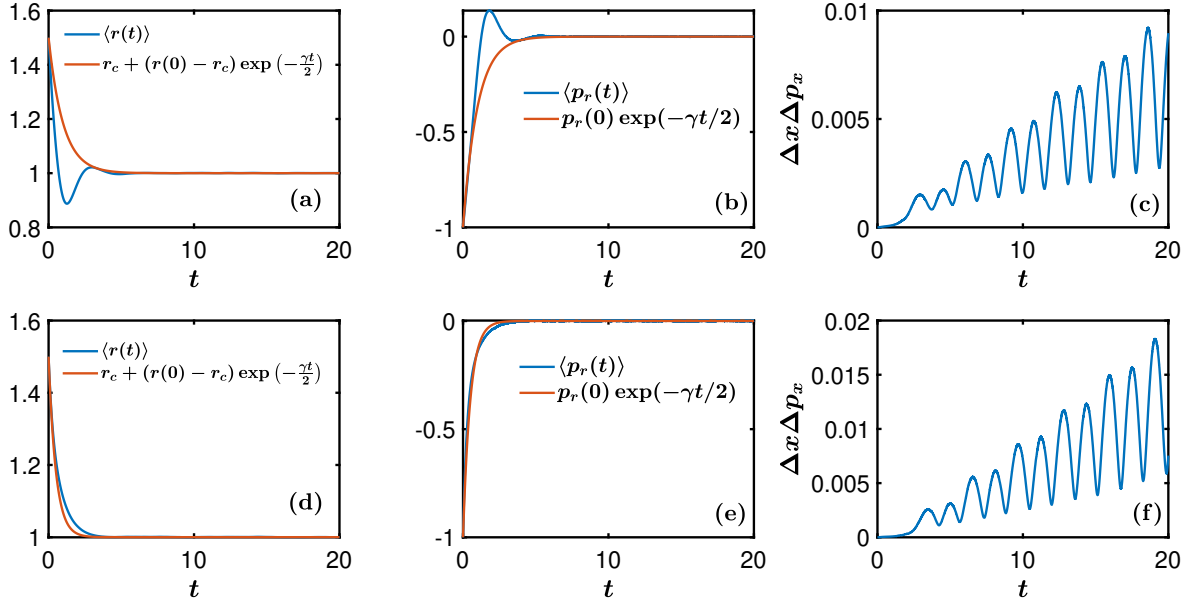 1.6
1.4
1.2
1
0.8
0
10
20
⟨r(t)⟩
r_c + (r(0) − r_c) exp (−γt/2)
(a)
t
0
-0.5
-1
0
10
20
⟨p_r(t)⟩
p_r(0) exp(−γt/2)
(b)
t
0.01
0.005
0
0
10
20
ΔxΔp_x
(c)
t
1.6
1.4
1.2
1
0
10
20
⟨r(t)⟩
r_c + (r(0) − r_c) exp (−γt/2)
(d)
t
0
-0.5
-1
0
10
20
⟨p_r(t)⟩
p_r(0) exp(−γt/2)
(e)
t
0.02
0.015
0.01
0.005
0
0
10
20
ΔxΔp_x
(f)
t